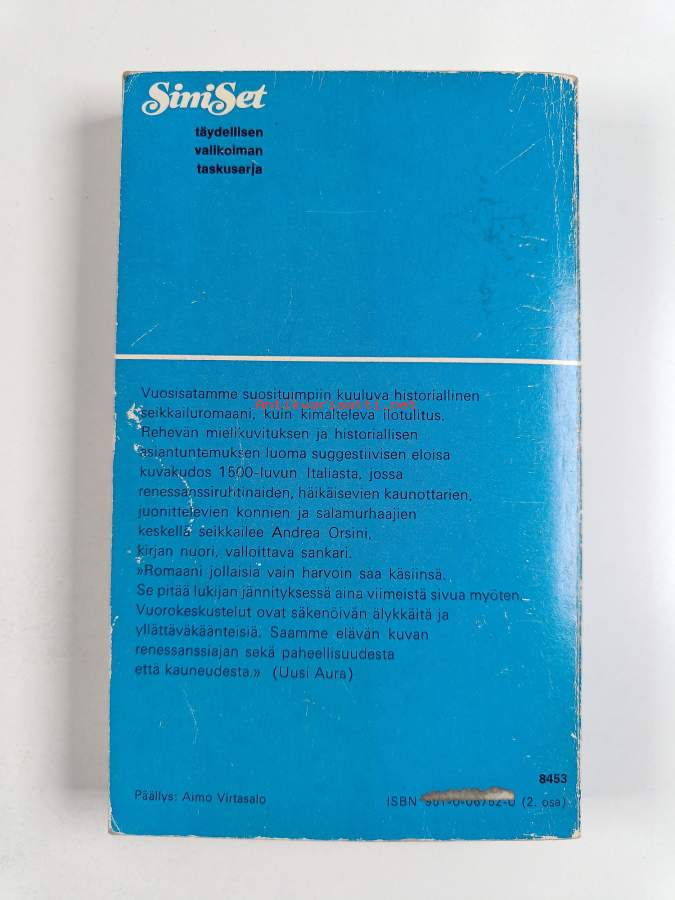 SiniSet
täydellisen
valikoiman
taskusarja
Vuosisatamme suosituimpiin kuuluva historiallinen
Antikvariaatti.net
seikkailuromaani, kuin kimalteleva ilotulitus.
Rehevän mielikuvituksen ja historiallisen
asiantuntemuksen luoma suggestiivisen eloisa
kuvakudos 1500-luvun Italiasta, jossa
renessanssiruhtinaiden, häikäisevien kaunottarien,
juonittelevien konnien ja salamurhaajien
keskellä seikkailee Andrea Orsini,
kirjan nuori, valloittava sankari.
»Romaani jollaisia vain harvoin saa käsiinsä.
Se pitää lukijan jännityksessä aina viimeistä sivua myöten.
Vuorokeskustelut ovat säkenöivän älykkäitä ja
yllättäväkäänteisiä. Saamme elävän kuvan
renessanssiajan sekä paheellisuudesta
että kauneudesta.» (Uusi Aura)
8453
Päällys: Aimo Virtasalo
ISBN (2. osa)